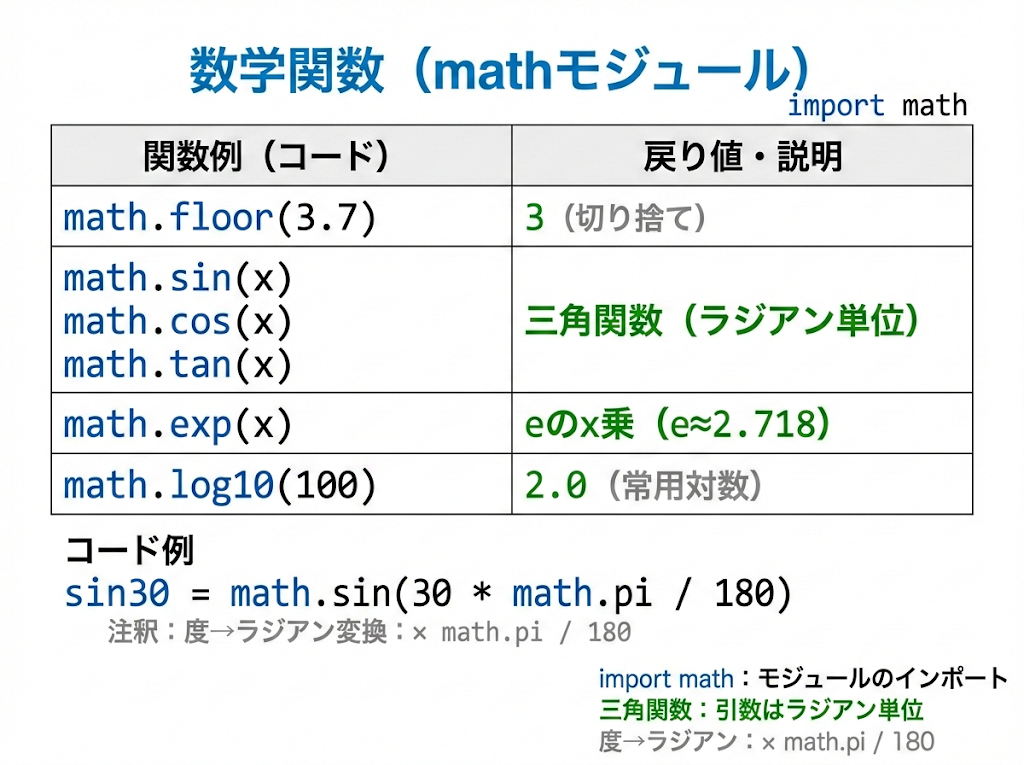 数学関数（mathモジュール）
import math
関数例（コード）
戻り値・説明
math.floor(3.7)
3（切り捨て）
math.sin(x)
math.cos(x)
math.tan(x)
三角関数（ラジアン単位）
math.exp(x)
eのx乗（e≈2.718）
math.log10(100)
2.0（常用対数）
コード例
sin30 = math.sin(30 * math.pi / 180)
注釈：度→ラジアン変換：× math.pi / 180
import math：モジュールのインポート
三角関数：引数はラジアン単位
度→ラジアン：× math.pi / 180